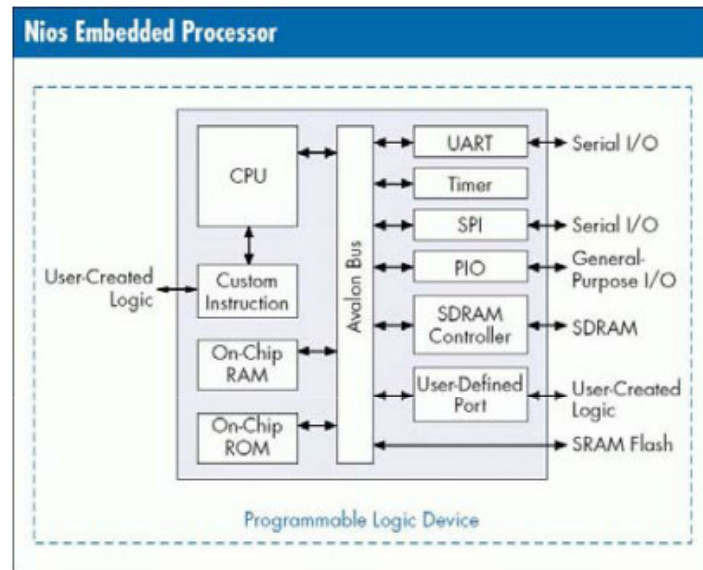 Nios Embedded Processor
CPU
User-Created
Logic
Custom
Instruction
On-Chip
RAM
On-Chip
ROM
Avalon Bus
UART
Serial I/O
Timer
SPI
Serial I/O
PIO
General-
Purpose I/O
SDRAM
Controller
SDRAM
User-Defined
Port
User-Created
Logic
SRAM Flash
Programmable Logic Device